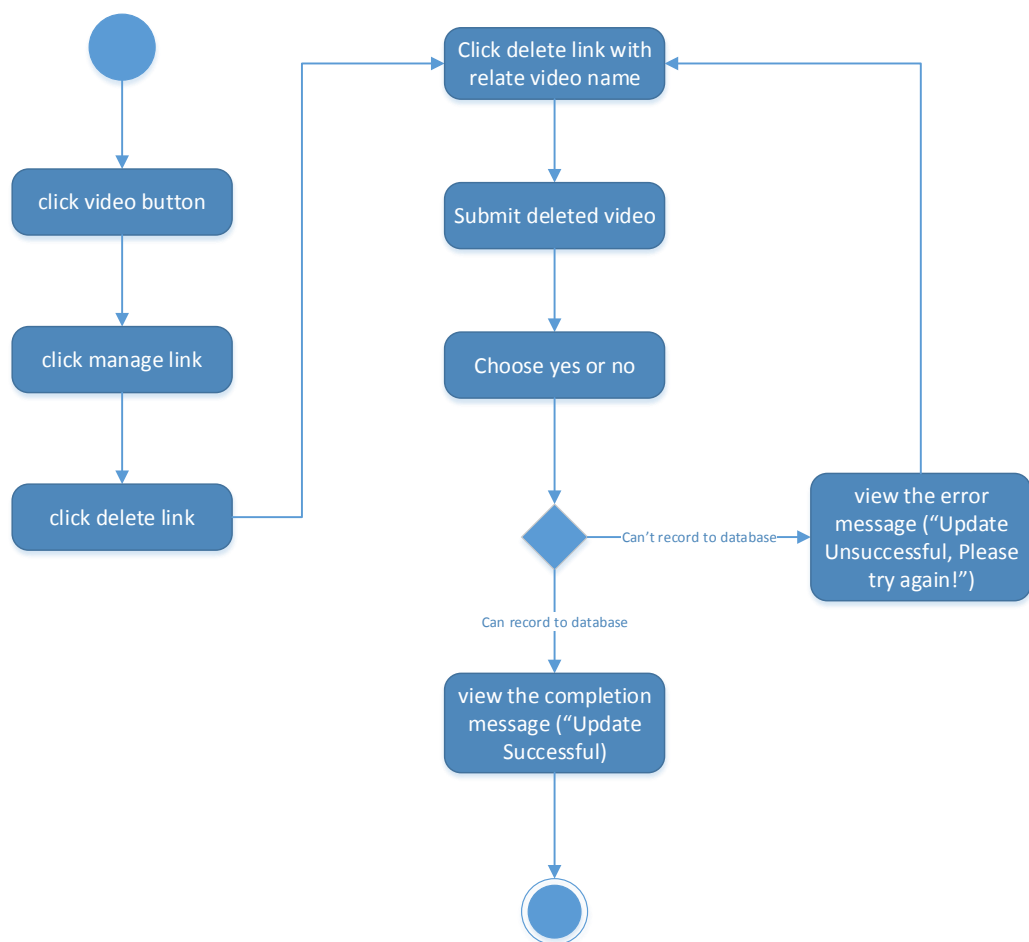 click video button
click manage link
click delete link
Click delete link with
relate video name
Submit deleted video
Choose yes or no
Can't record to database
view the error
message (“Update
Unsuccessful, Please
try again!”)
Can record to database
view the completion
message (“Update
Successful)